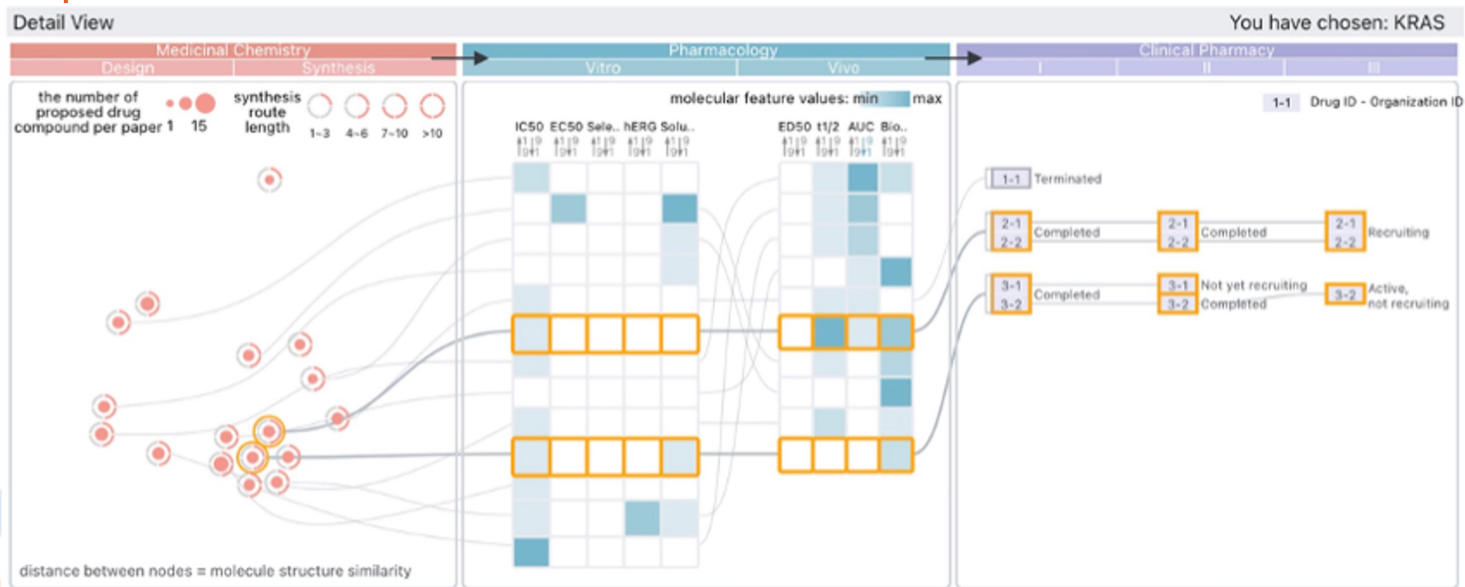 Detail View
You have chosen: KRAS
Medicinal Chemistry
Design
Synthesis
Pharmacology
Vitro
Vivo
Clinical Pharmacy
I
II
III
the number of
proposed drug
compound per paper 1 15
synthesis
route
length
1~3 4~6 7~10 >10
molecular feature values: min max
1-1 Drug ID - Organization ID
IC50 EC50 Sele.. hERG Solu..
ED50 t1/2 AUC Bio..
1-1 Terminated
2-1
2-2
Completed
2-1
2-2
Completed
2-1
2-2
Recruiting
3-1
3-2
Completed
3-1 Not yet recruiting
3-2 Completed
3-2 Active,
not recruiting
distance between nodes = molecule structure similarity